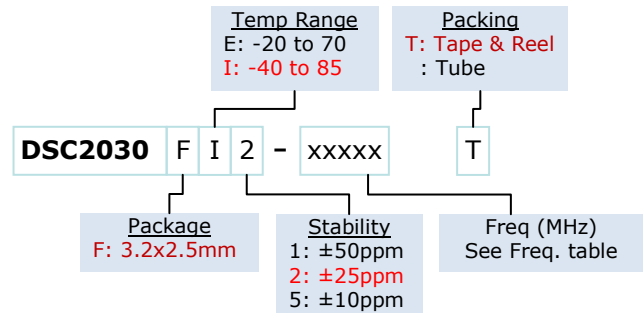 Temp Range
E: -20 to 70
I: -40 to 85
Packing
T: Tape & Reel
: Tube
DSC2030 F I 2 - xxxxx T
Package
F: 3.2x2.5mm
Stability
1: ±50ppm
2: ±25ppm
5: ±10ppm
Freq (MHz)
See Freq. table